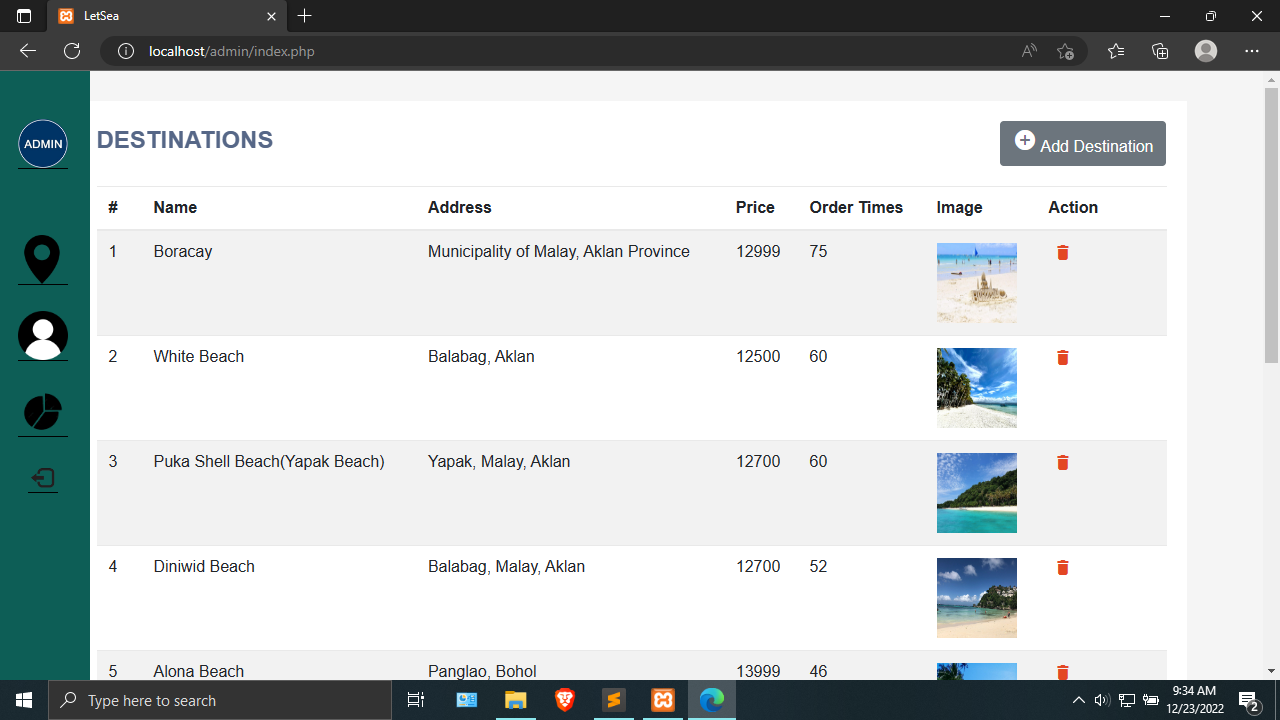 LetSea
localhost/admin/index.php
ADMIN
DESTINATIONS
Add Destination
# Name Address Price Order Times Image Action
1 Boracay Municipality of Malay, Aklan Province 12999 75
2 White Beach Balabag, Aklan 12500 60
3 Puka Shell Beach(Yapak Beach) Yapak, Malay, Aklan 12700 60
4 Diniwid Beach Balabag, Malay, Aklan 12700 52
5 Alona Beach Panglao, Bohol 13999 46
Type here to search
9:34 AM
12/23/2022
2